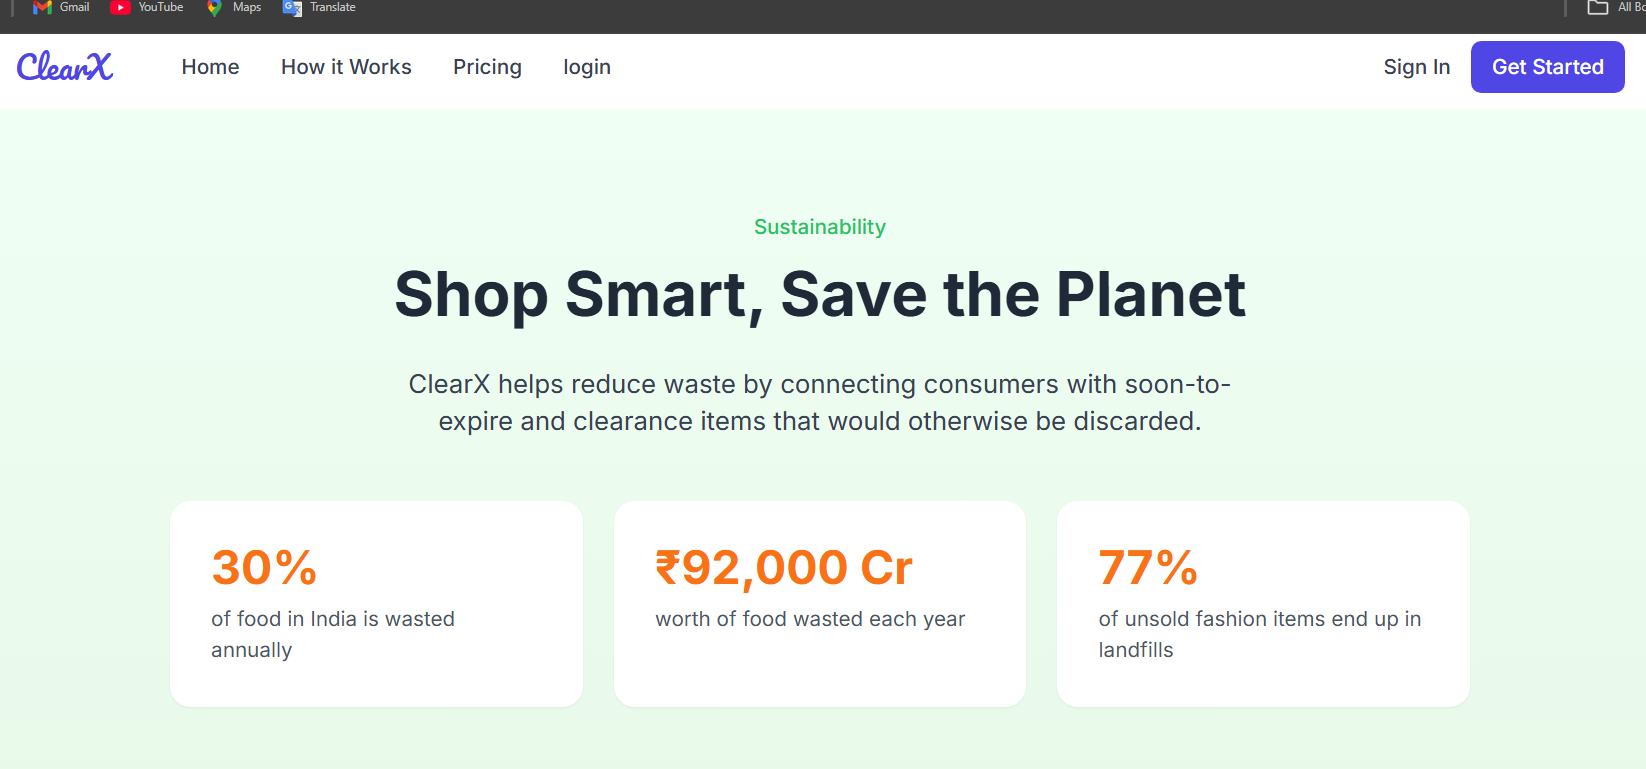 Gmail YouTube Maps Translate
ClearX Home How it Works Pricing login Sign In Get Started
Sustainability
Shop Smart, Save the Planet
ClearX helps reduce waste by connecting consumers with soon-to-
expire and clearance items that would otherwise be discarded.
30%
of food in India is wasted
annually
₹92,000 Cr
worth of food wasted each year
77%
of unsold fashion items end up in
landfills